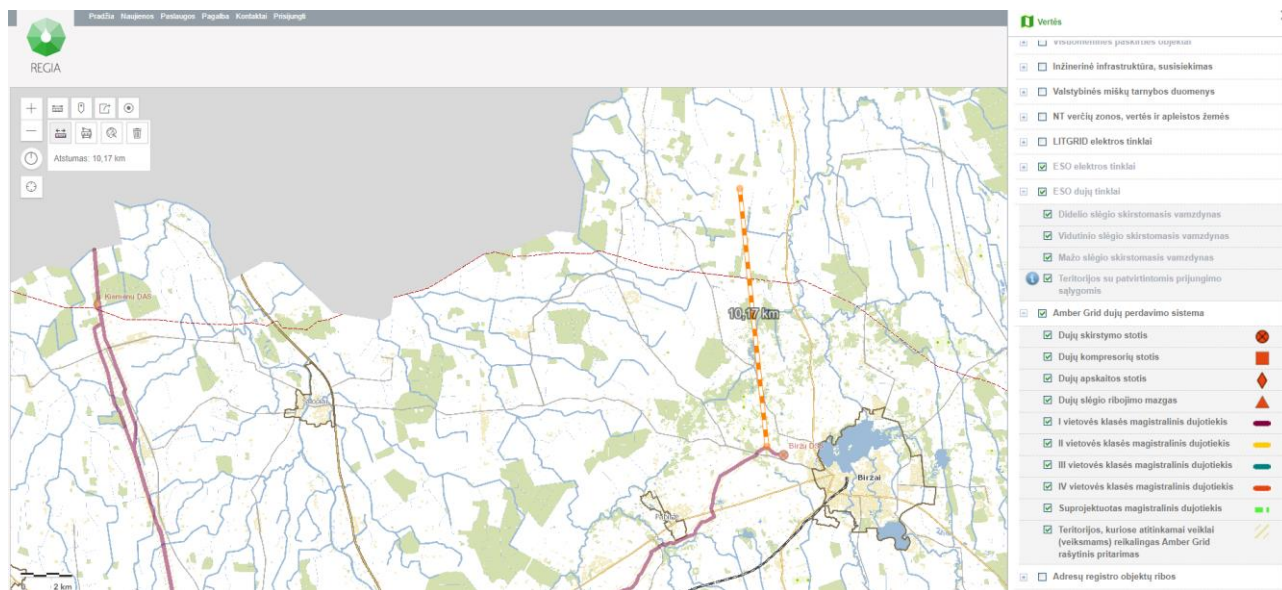 Pradžia Naujienos Paslaugos Pagalba Kontaktai Prisijungti
REGIA
Atstumas: 10,17 km
Kiemėnų DAS
10,17 km
Biržų DSS
Biržai
2 km
Vertės
Visuomeninės paskirties objektai
Inžinerinė infrastruktūra, susisiekimas
Valstybinės miškų tarnybos duomenys
NT verčių zonos, vertės ir apleistos žemės
LITGRID elektros tinklai
ESO elektros tinklai
ESO dujų tinklai
Didelio slėgio skirstomasis vamzdynas
Vidutinio slėgio skirstomasis vamzdynas
Mažo slėgio skirstomasis vamzdynas
Teritorijos su patvirtintomis prijungimo
sąlygomis
Amber Grid dujų perdavimo sistema
Dujų skirstymo stotis
Dujų kompresorių stotis
Dujų apskaitos stotis
Dujų slėgio ribojimo mazgas
I vietovės klasės magistralinis dujotiekis
II vietovės klasės magistralinis dujotiekis
III vietovės klasės magistralinis dujotiekis
IV vietovės klasės magistralinis dujotiekis
Suprojektuotas magistralinis dujotiekis
Teritorijos, kuriose atitinkamai veiklai
(veiksmams) reikalingas Amber Grid
rašytinis pritarimas
Adresų registro objektų ribos